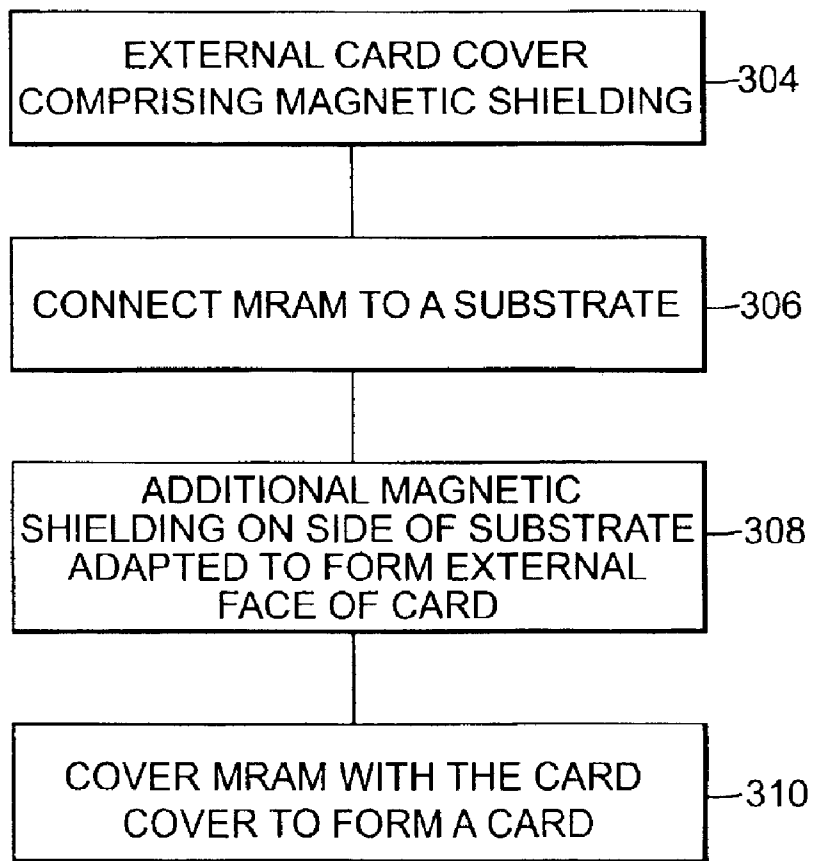 EXTERNAL CARD COVER
COMPRISING MAGNETIC SHIELDING
304
CONNECT MRAM TO A SUBSTRATE
306
ADDITIONAL MAGNETIC
SHIELDING ON SIDE OF SUBSTRATE
ADAPTED TO FORM EXTERNAL
FACE OF CARD
308
COVER MRAM WITH THE CARD
COVER TO FORM A CARD
310